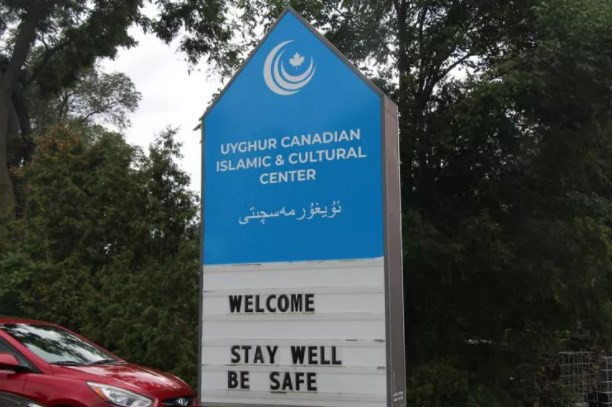 UYGHUR CANADIAN
ISLAMIC & CULTURAL
CENTER
ئۇيغۇر مەسچىتى
WELCOME
STAY WELL
BE SAFE